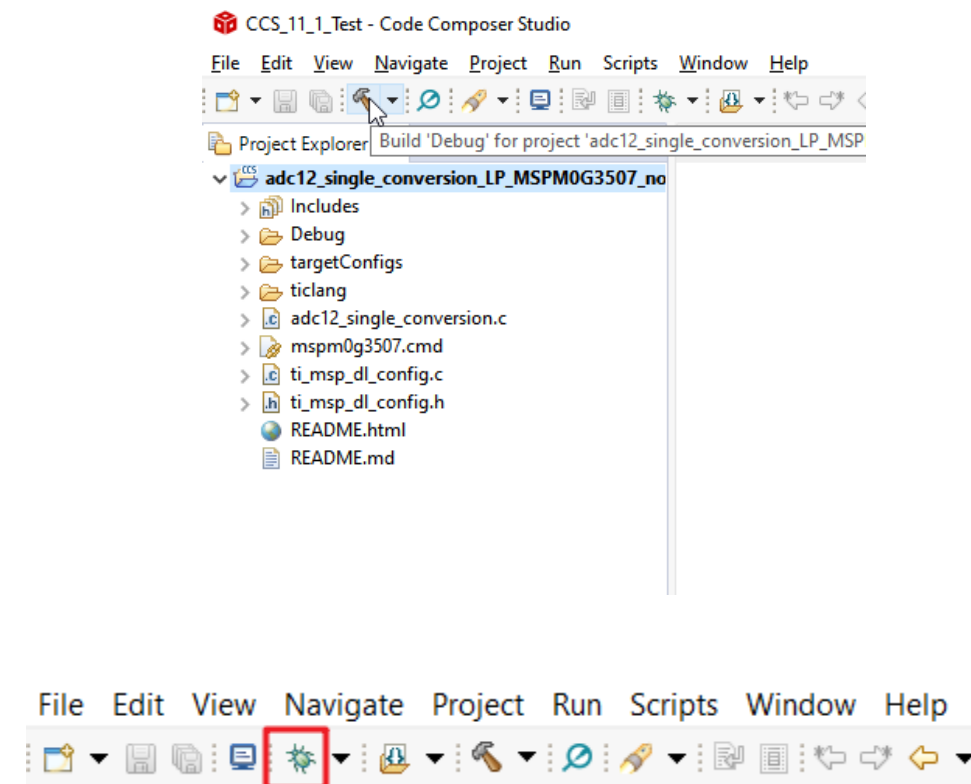 CCS_11_1_Test - Code Composer Studio
File Edit View Navigate Project Run Scripts Window Help
Project Explorer
Build 'Debug' for project 'adc12_single_conversion_LP_MSP
adc12_single_conversion_LP_MSPM0G3507_no
Includes
Debug
targetConfigs
ticlang
adc12_single_conversion.c
mspm0g3507.cmd
ti_msp_dl_config.c
ti_msp_dl_config.h
README.html
README.md
File Edit View Navigate Project Run Scripts Window Help